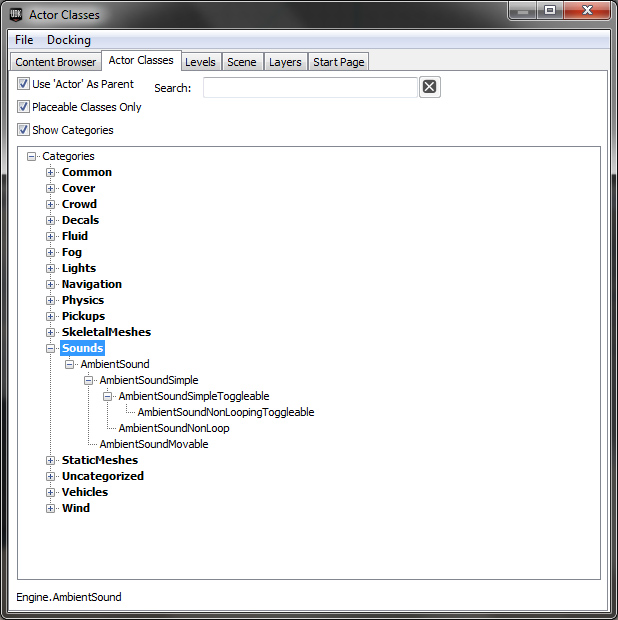 UDK Actor Classes
File Docking
Content Browser Actor Classes Levels Scene Layers Start Page
Use 'Actor' As Parent Search:
Placeable Classes Only
Show Categories
Categories
Common
Cover
Crowd
Decals
Fluid
Fog
Lights
Navigation
Physics
Pickups
SkeletalMeshes
Sounds
AmbientSound
AmbientSoundSimple
AmbientSoundSimpleToggleable
AmbientSoundNonLoopingToggleable
AmbientSoundNonLoop
AmbientSoundMovable
StaticMeshes
Uncategorized
Vehicles
Wind
Engine.AmbientSound